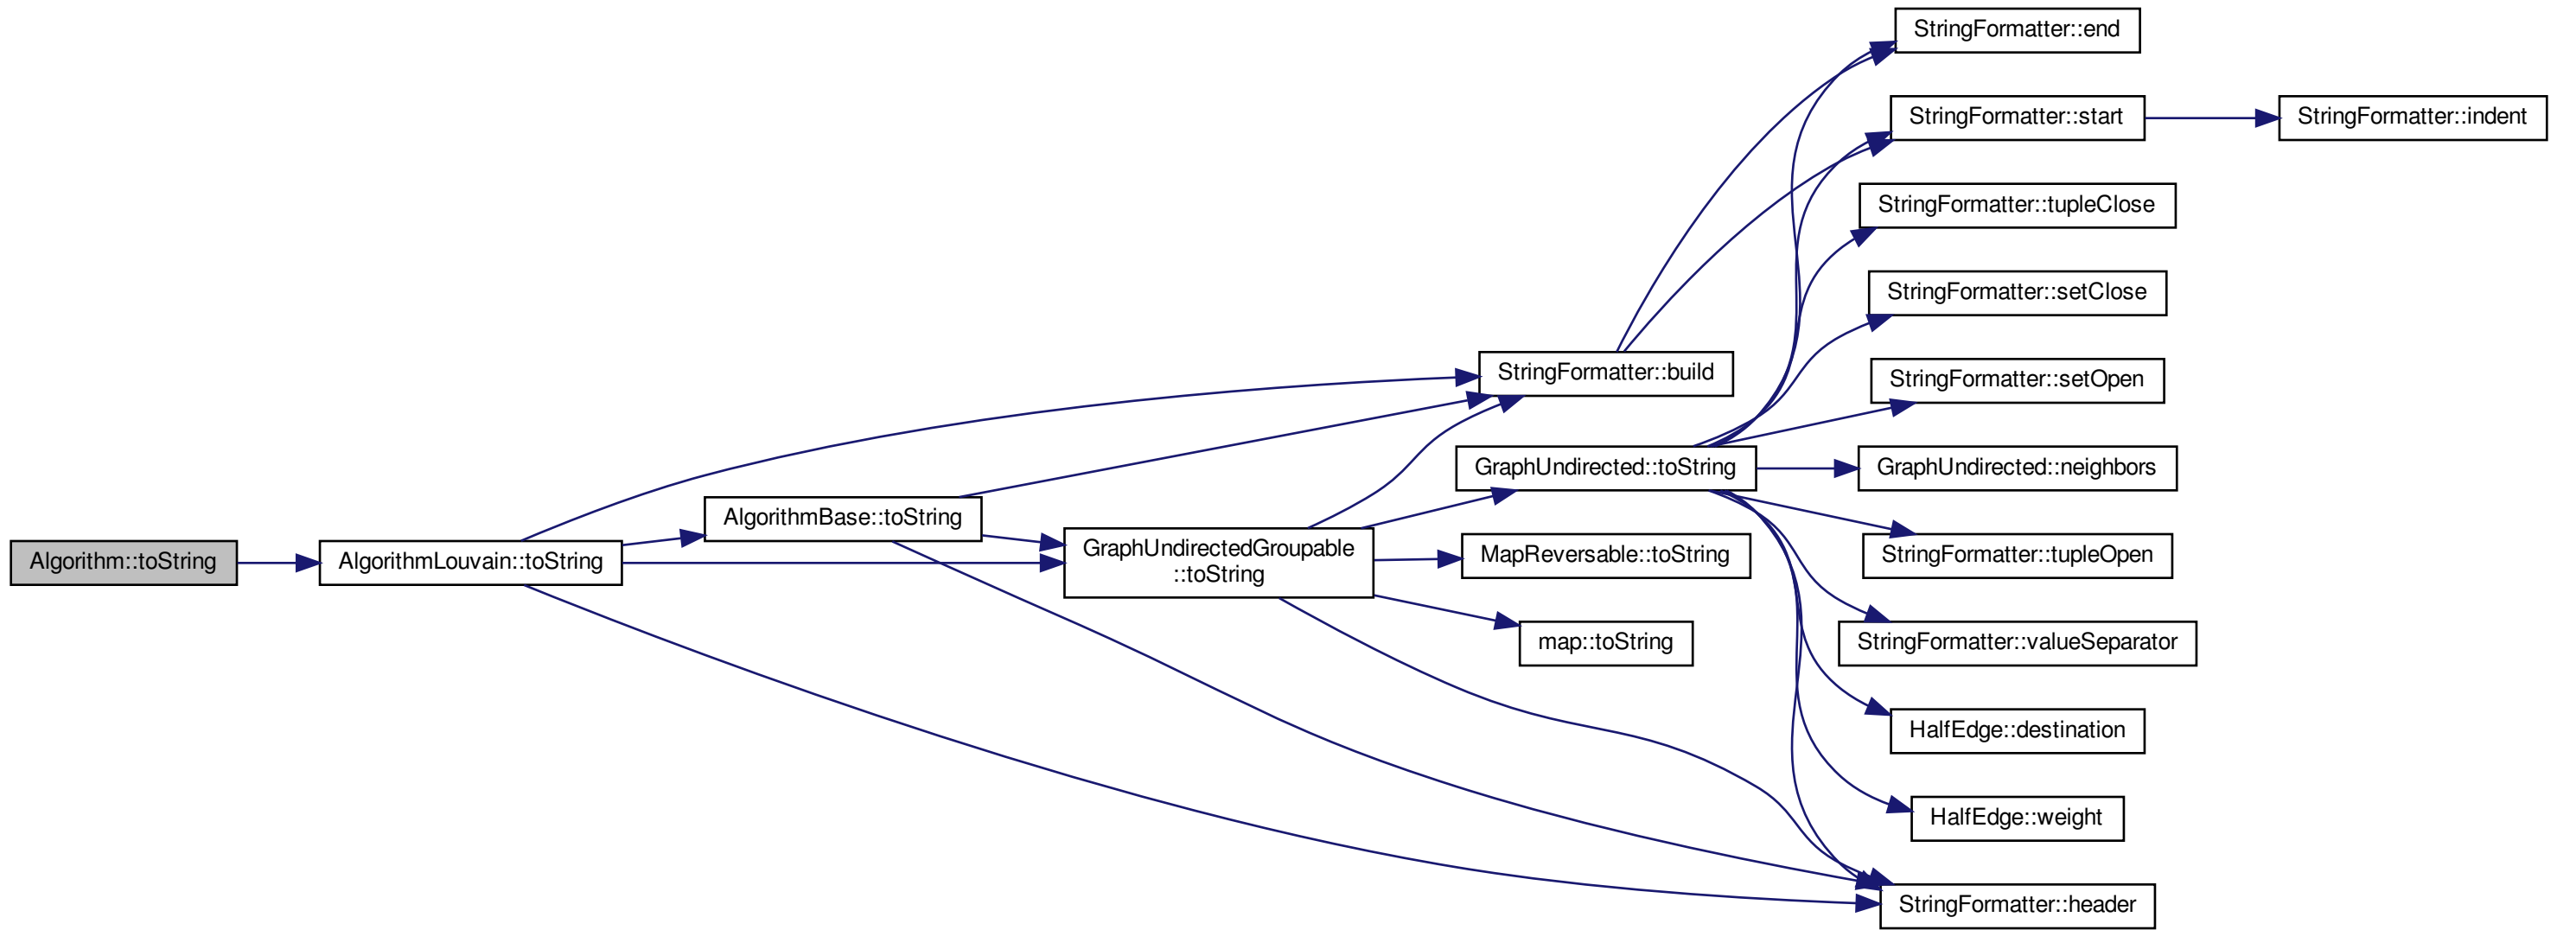 StringFormatter::end
StringFormatter::start
StringFormatter::indent
StringFormatter::tupleClose
StringFormatter::setClose
StringFormatter::build
StringFormatter::setOpen
GraphUndirected::toString
GraphUndirected::neighbors
AlgorithmBase::toString
Algorithm::toString
AlgorithmLouvain::toString
GraphUndirectedGroupable
::toString
MapReversable::toString
StringFormatter::tupleOpen
map::toString
StringFormatter::valueSeparator
HalfEdge::destination
HalfEdge::weight
StringFormatter::header